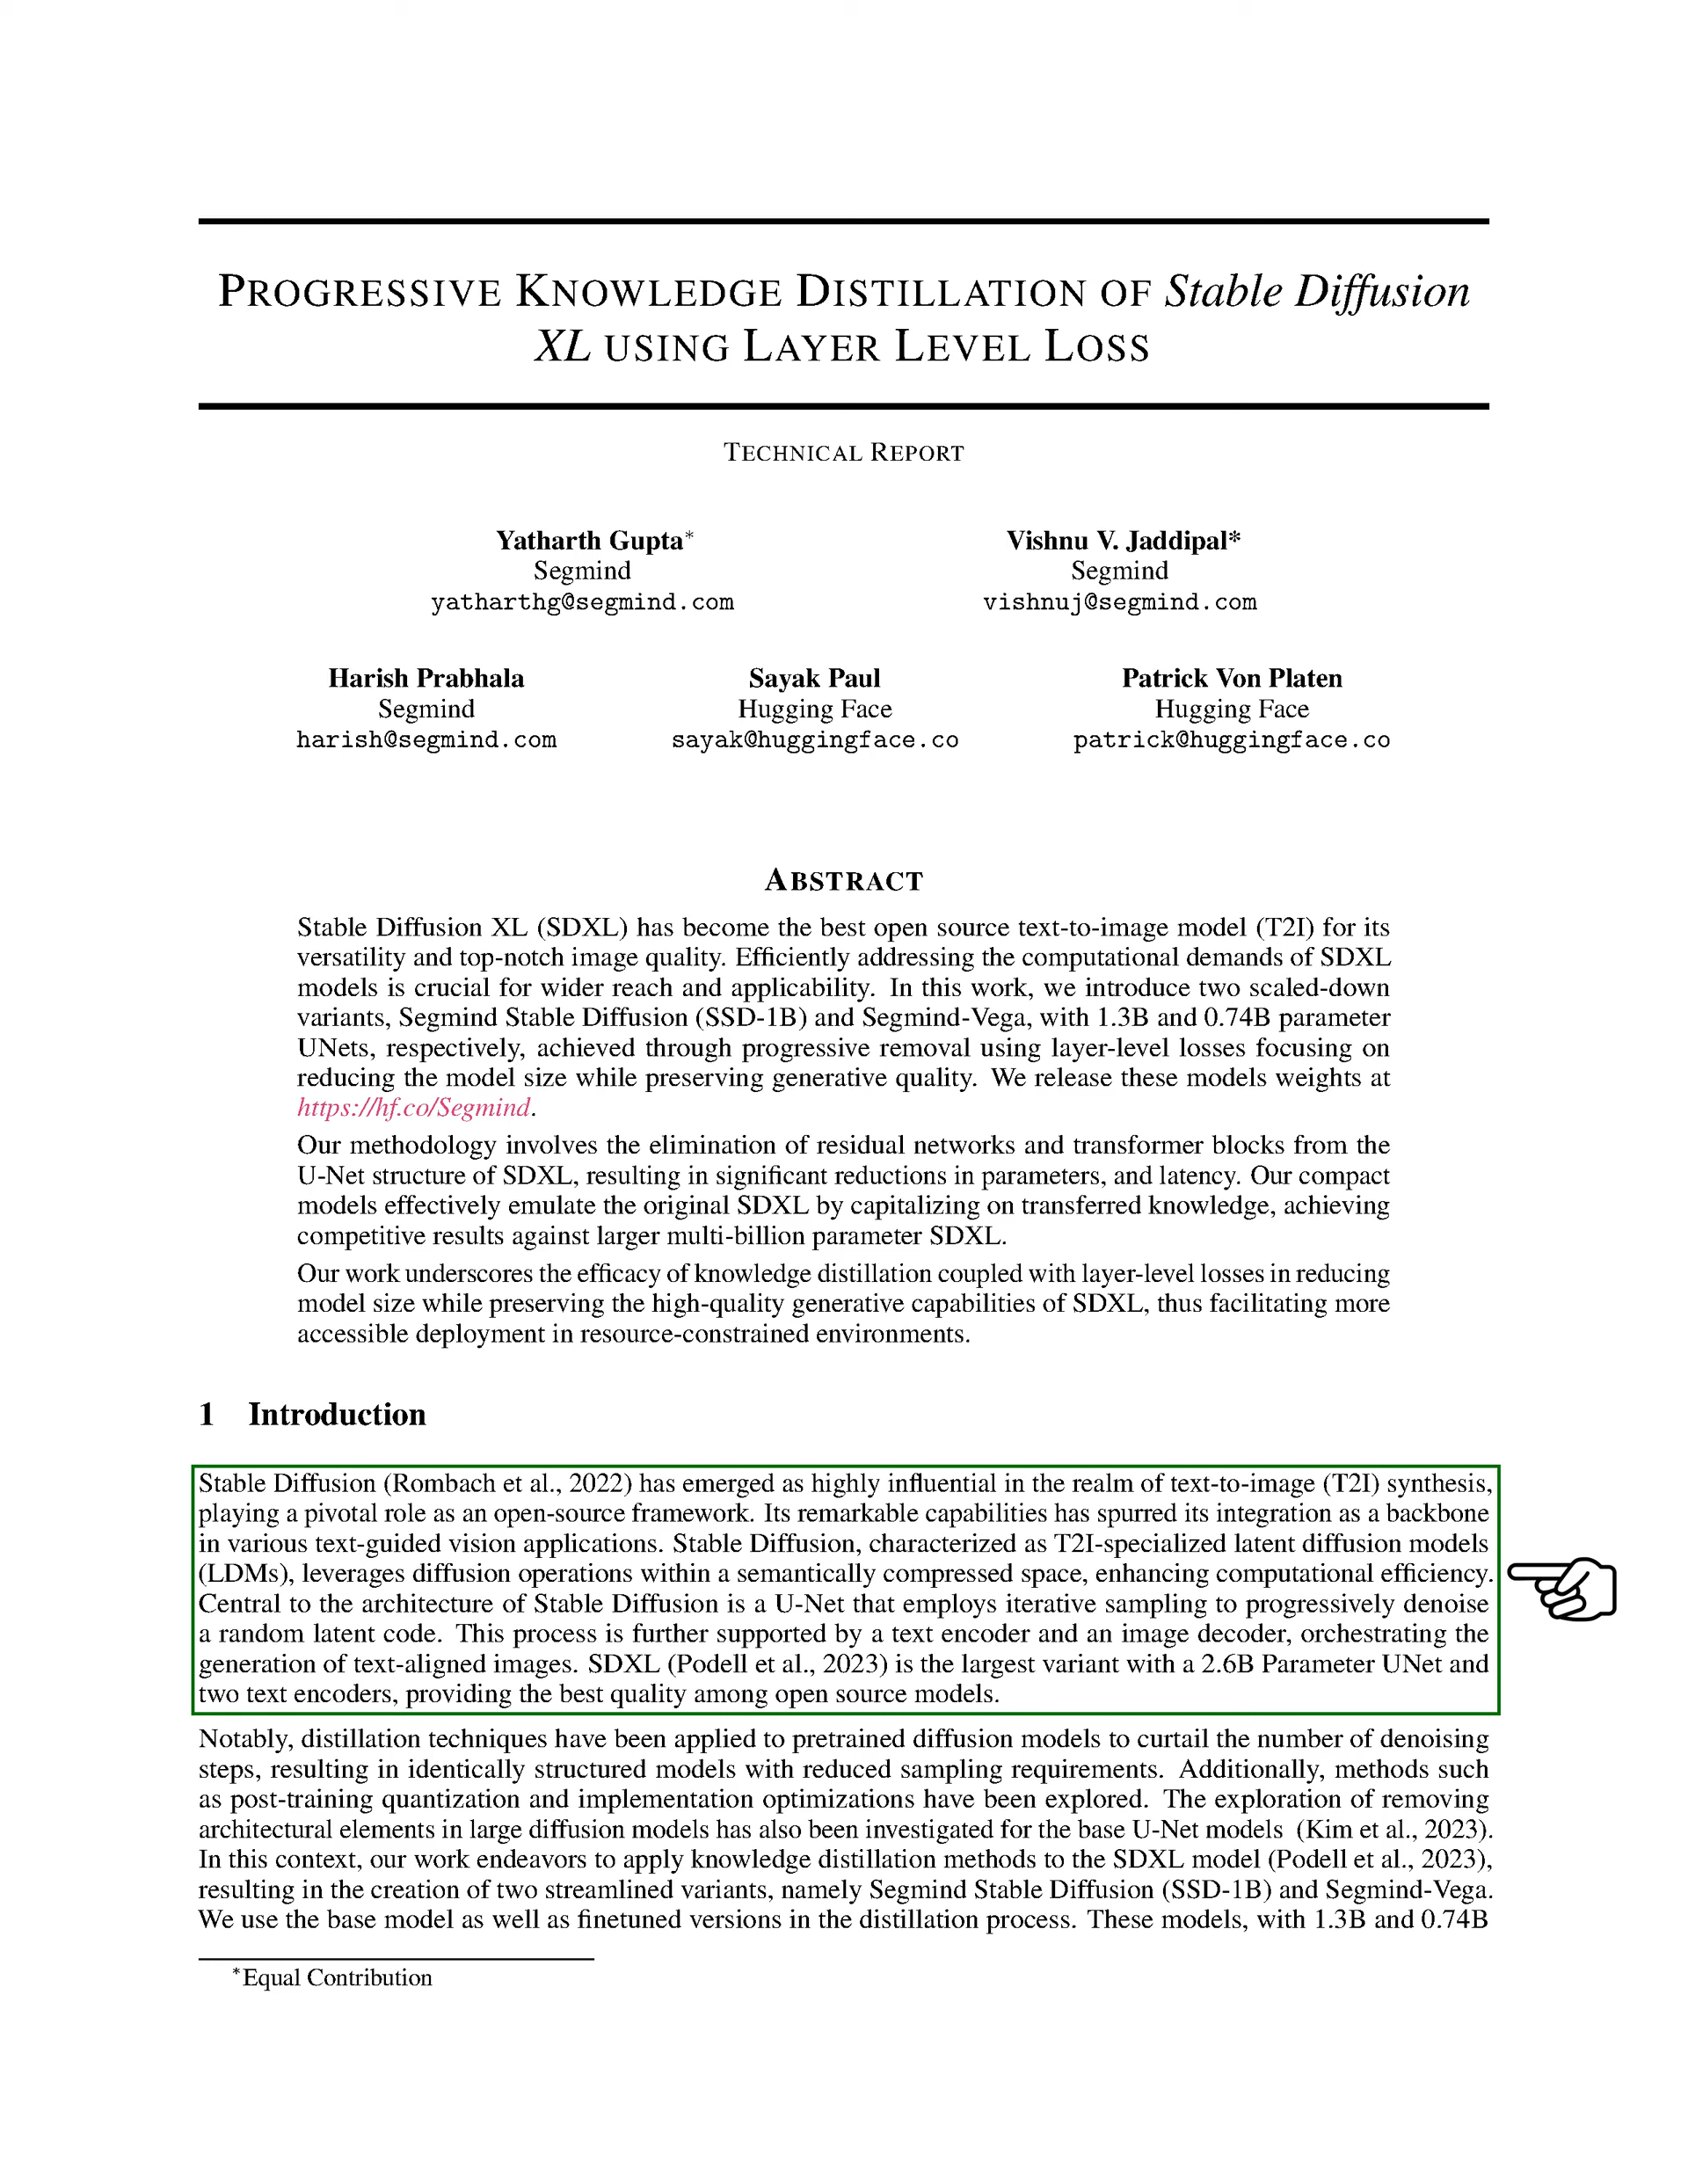 PROGRESSIVE KNOWLEDGE DISTILLATION OF Stable Diffusion
XL USING LAYER LEVEL LOSS
TECHNICAL REPORT
Yatharth Gupta*
Segmind
yatharthg@segmind.com
Vishnu V. Jaddipal*
Segmind
vishnuj@segmind.com
Harish Prabhala
Segmind
harish@segmind.com
Sayak Paul
Hugging Face
sayak@huggingface.co
Patrick Von Platen
Hugging Face
patrick@huggingface.co
ABSTRACT
Stable Diffusion XL (SDXL) has become the best open source text-to-image model (T2I) for its
versatility and top-notch image quality. Efficiently addressing the computational demands of SDXL
models is crucial for wider reach and applicability. In this work, we introduce two scaled-down
variants, Segmind Stable Diffusion (SSD-1B) and Segmind-Vega, with 1.3B and 0.74B parameter
UNets, respectively, achieved through progressive removal using layer-level losses focusing on
reducing the model size while preserving generative quality. We release these models weights at
https://hf.co/Segmind.
Our methodology involves the elimination of residual networks and transformer blocks from the
U-Net structure of SDXL, resulting in significant reductions in parameters, and latency. Our compact
models effectively emulate the original SDXL by capitalizing on transferred knowledge, achieving
competitive results against larger multi-billion parameter SDXL.
Our work underscores the efficacy of knowledge distillation coupled with layer-level losses in reducing
model size while preserving the high-quality generative capabilities of SDXL, thus facilitating more
accessible deployment in resource-constrained environments.
1 Introduction
Stable Diffusion (Rombach et al., 2022) has emerged as highly influential in the realm of text-to-image (T2I) synthesis,
playing a pivotal role as an open-source framework. Its remarkable capabilities has spurred its integration as a backbone
in various text-guided vision applications. Stable Diffusion, characterized as T2I-specialized latent diffusion models
(LDMs), leverages diffusion operations within a semantically compressed space, enhancing computational efficiency.
Central to the architecture of Stable Diffusion is a U-Net that employs iterative sampling to progressively denoise
a random latent code. This process is further supported by a text encoder and an image decoder, orchestrating the
generation of text-aligned images. SDXL (Podell et al., 2023) is the largest variant with a 2.6B Parameter UNet and
two text encoders, providing the best quality among open source models.
Notably, distillation techniques have been applied to pretrained diffusion models to curtail the number of denoising
steps, resulting in identically structured models with reduced sampling requirements. Additionally, methods such
as post-training quantization and implementation optimizations have been explored. The exploration of removing
architectural elements in large diffusion models has also been investigated for the base U-Net models (Kim et al., 2023).
In this context, our work endeavors to apply knowledge distillation methods to the SDXL model (Podell et al., 2023),
resulting in the creation of two streamlined variants, namely Segmind Stable Diffusion (SSD-1B) and Segmind-Vega.
We use the base model as well as finetuned versions in the distillation process. These models, with 1.3B and 0.74B
*Equal Contribution